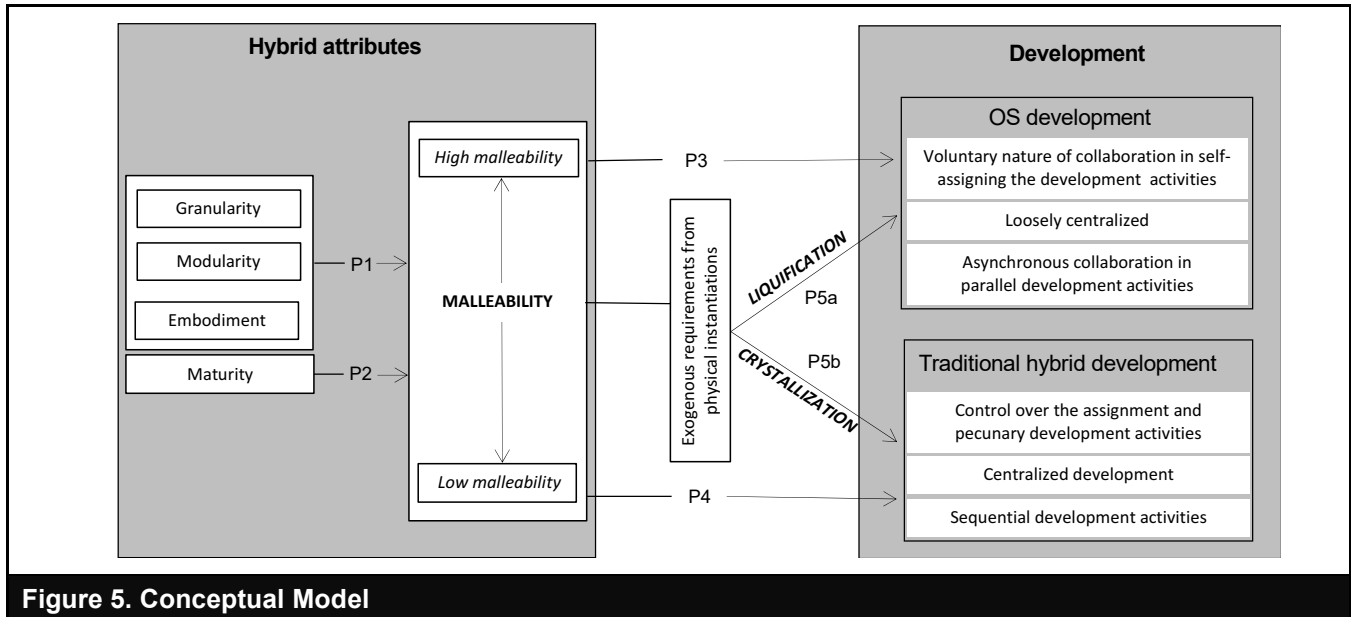 Hybrid attributes
Granularity
Modularity
Embodiment
Maturity
P1
P2
High malleability
MALLEABILITY
Low malleability
P3
Exogenous requirements from
physical instantiations
LIQUIFICATION
P5a
P5b
CRYSTALLIZATION
P4
Development
OS development
Voluntary nature of collaboration in self-
assigning the development activities
Loosely centralized
Asynchronous collaboration in
parallel development activities
Traditional hybrid development
Control over the assignment and
pecunary development activities
Centralized development
Sequential development activities
Figure 5. Conceptual Model